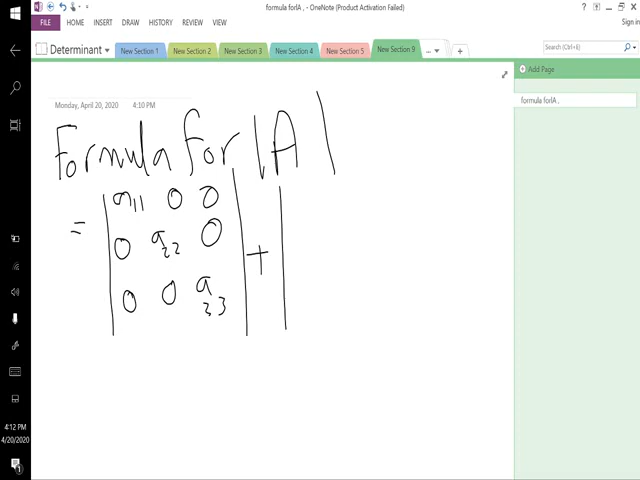 formula forlA , - OneNote (Product Activation Failed)
FILE HOME INSERT DRAW HISTORY REVIEW VIEW Sign in
Determinant New Section 1 New Section 2 New Section 3 New Section 4 New Section 5 New Section 9 ... Search (Ctrl+E)
Add Page
formula forlA ,
Monday, April 20, 2020 4:10 PM
Formula For |A|
= | a11 0 0 |
| 0 a22 0 | + |
| 0 0 a33 |
4:12 PM
4/20/2020